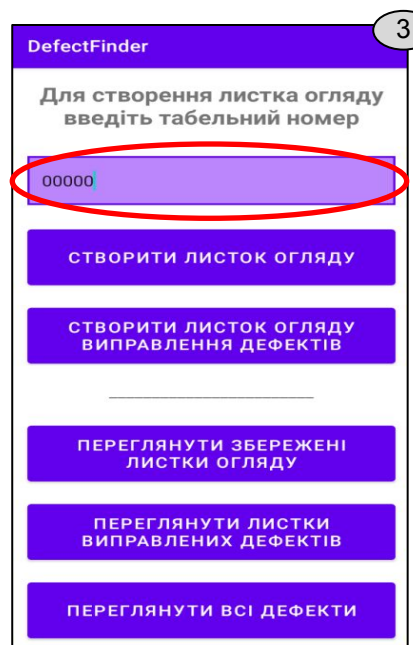 3
DefectFinder
Для створення листка огляду
введіть табельний номер
00000
СТВОРИТИ ЛИСТОК ОГЛЯДУ
СТВОРИТИ ЛИСТОК ОГЛЯДУ
ВИПРАВЛЕННЯ ДЕФЕКТІВ
ПЕРЕГЛЯНУТИ ЗБЕРЕЖЕНІ
ЛИСТКИ ОГЛЯДУ
ПЕРЕГЛЯНУТИ ЛИСТКИ
ВИПРАВЛЕНИХ ДЕФЕКТІВ
ПЕРЕГЛЯНУТИ ВСІ ДЕФЕКТИ